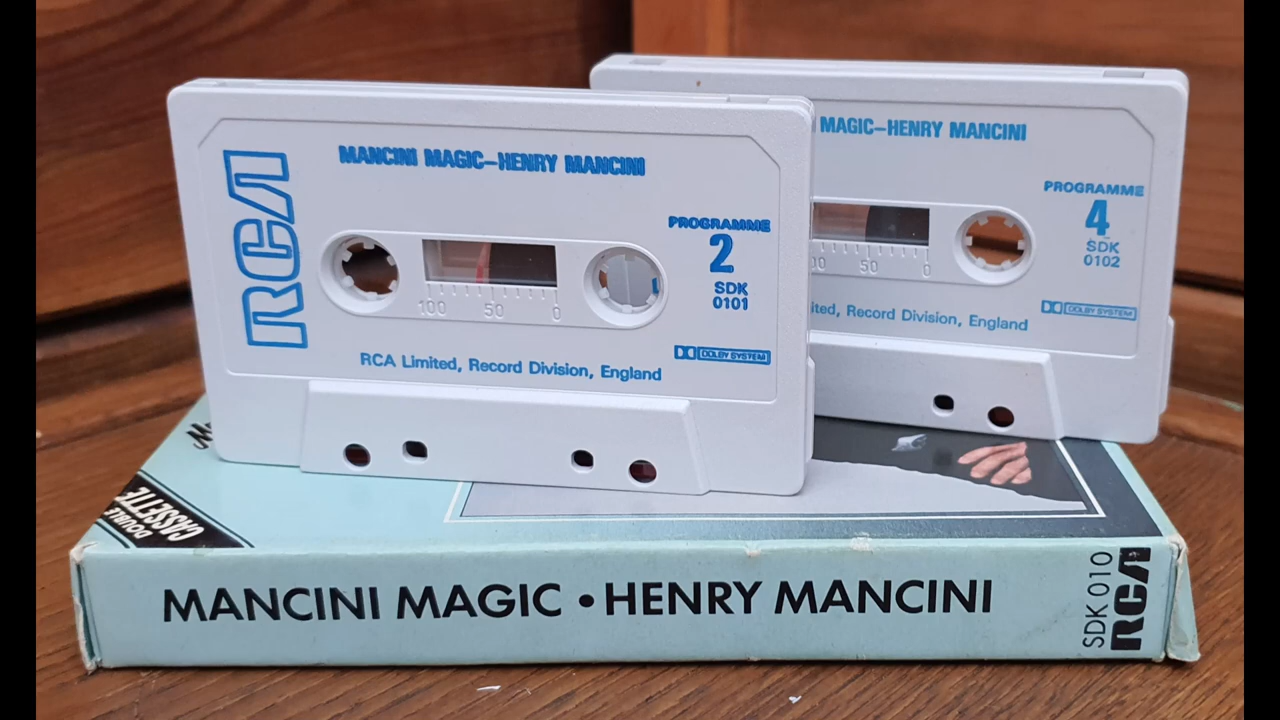 MANCINI MAGIC–HENRY MANCINI
RCA
PROGRAMME
2
SDK
0101
100 50 0
DOLBY SYSTEM
RCA Limited, Record Division, England
MAGIC–HENRY MANCINI
PROGRAMME
4
SDK
0102
50 0
DOLBY SYSTEM
Record Division, England
DOUBLE
CASSETTE
MANCINI MAGIC • HENRY MANCINI
SDK 010
RCA